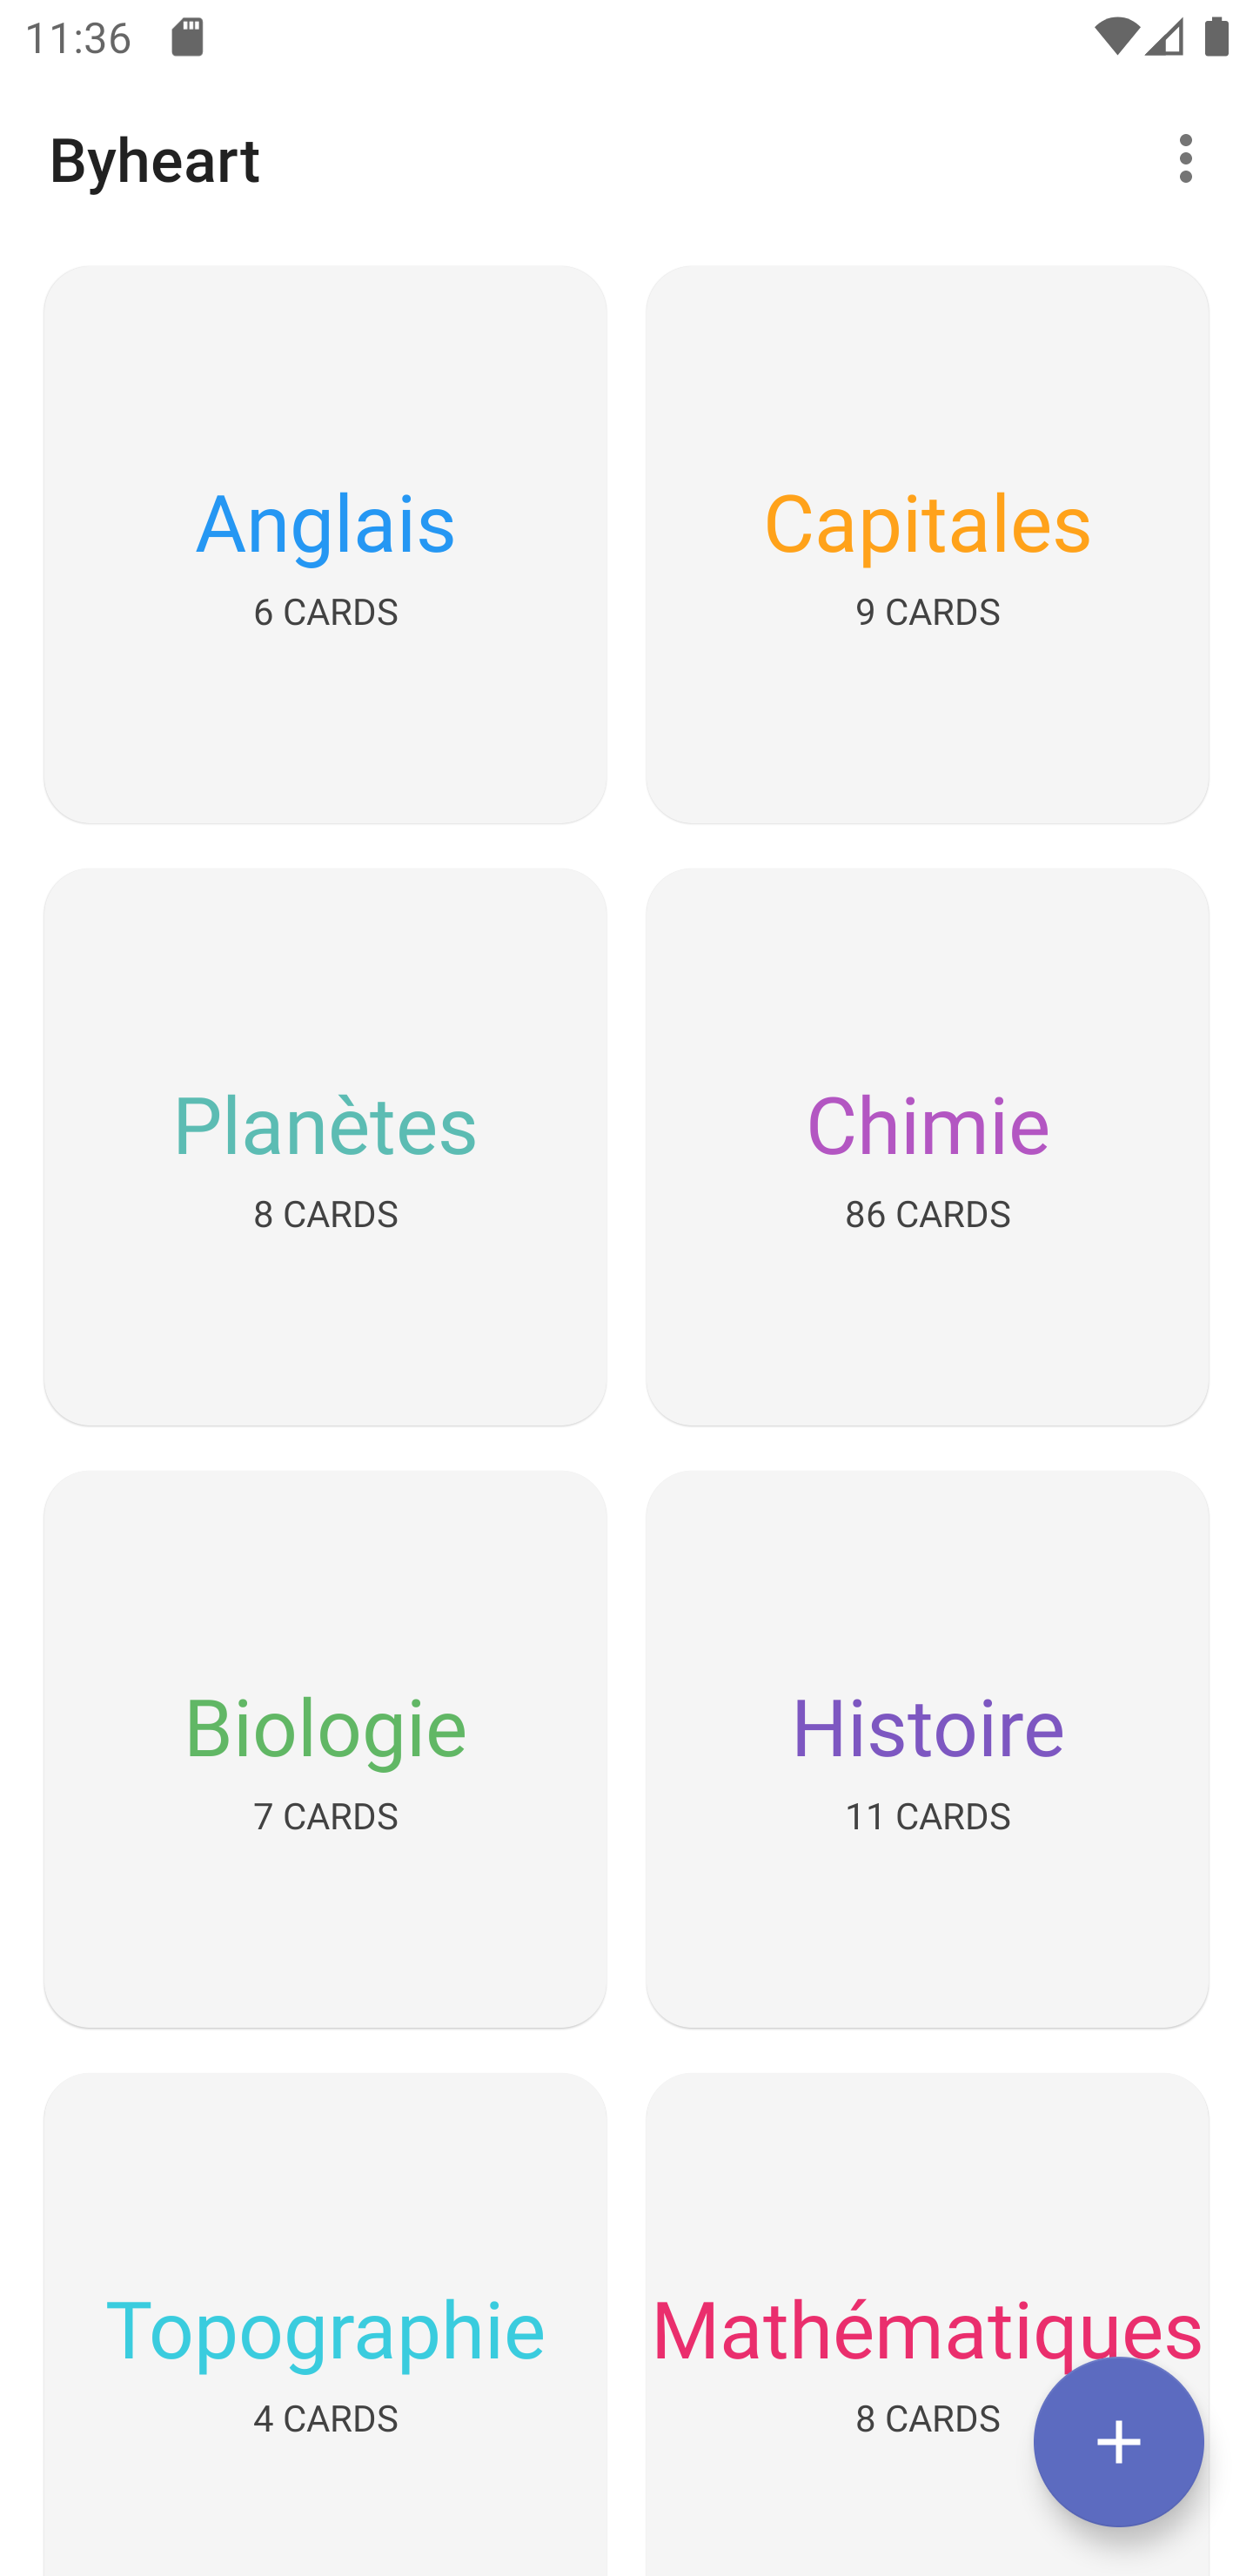 11:36
Byheart
Anglais
6 CARDS
Capitales
9 CARDS
Planètes
8 CARDS
Chimie
86 CARDS
Biologie
7 CARDS
Histoire
11 CARDS
Topographie
4 CARDS
Mathématiques
8 CARDS